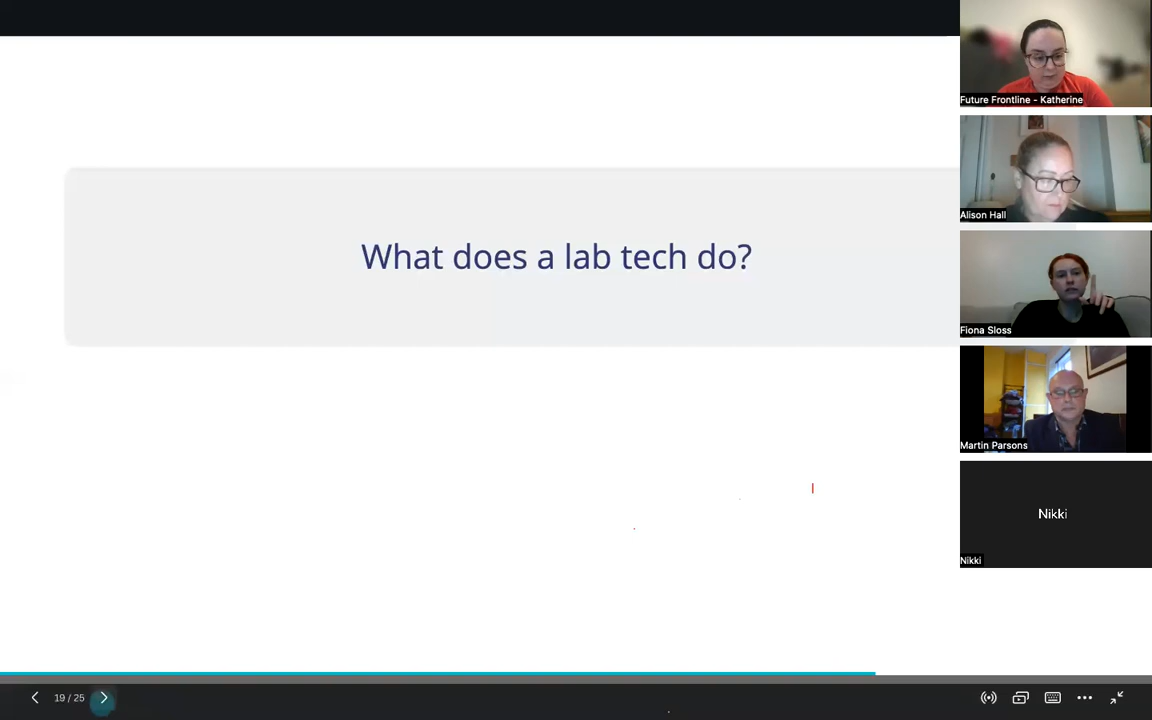 What does a lab tech do?
Future Frontline - Katherine
Alison Hall
Fiona Sloss
Martin Parsons
Nikki
Nikki
19 / 25